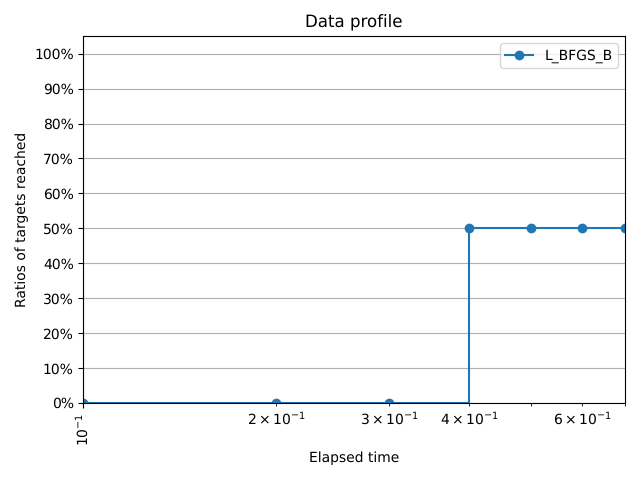 Data profile
L_BFGS_B
100%
90%
80%
70%
60%
50%
40%
30%
20%
10%
0%
Ratios of targets reached
10⁻¹
2 × 10⁻¹
3 × 10⁻¹
4 × 10⁻¹
6 × 10⁻¹
Elapsed time